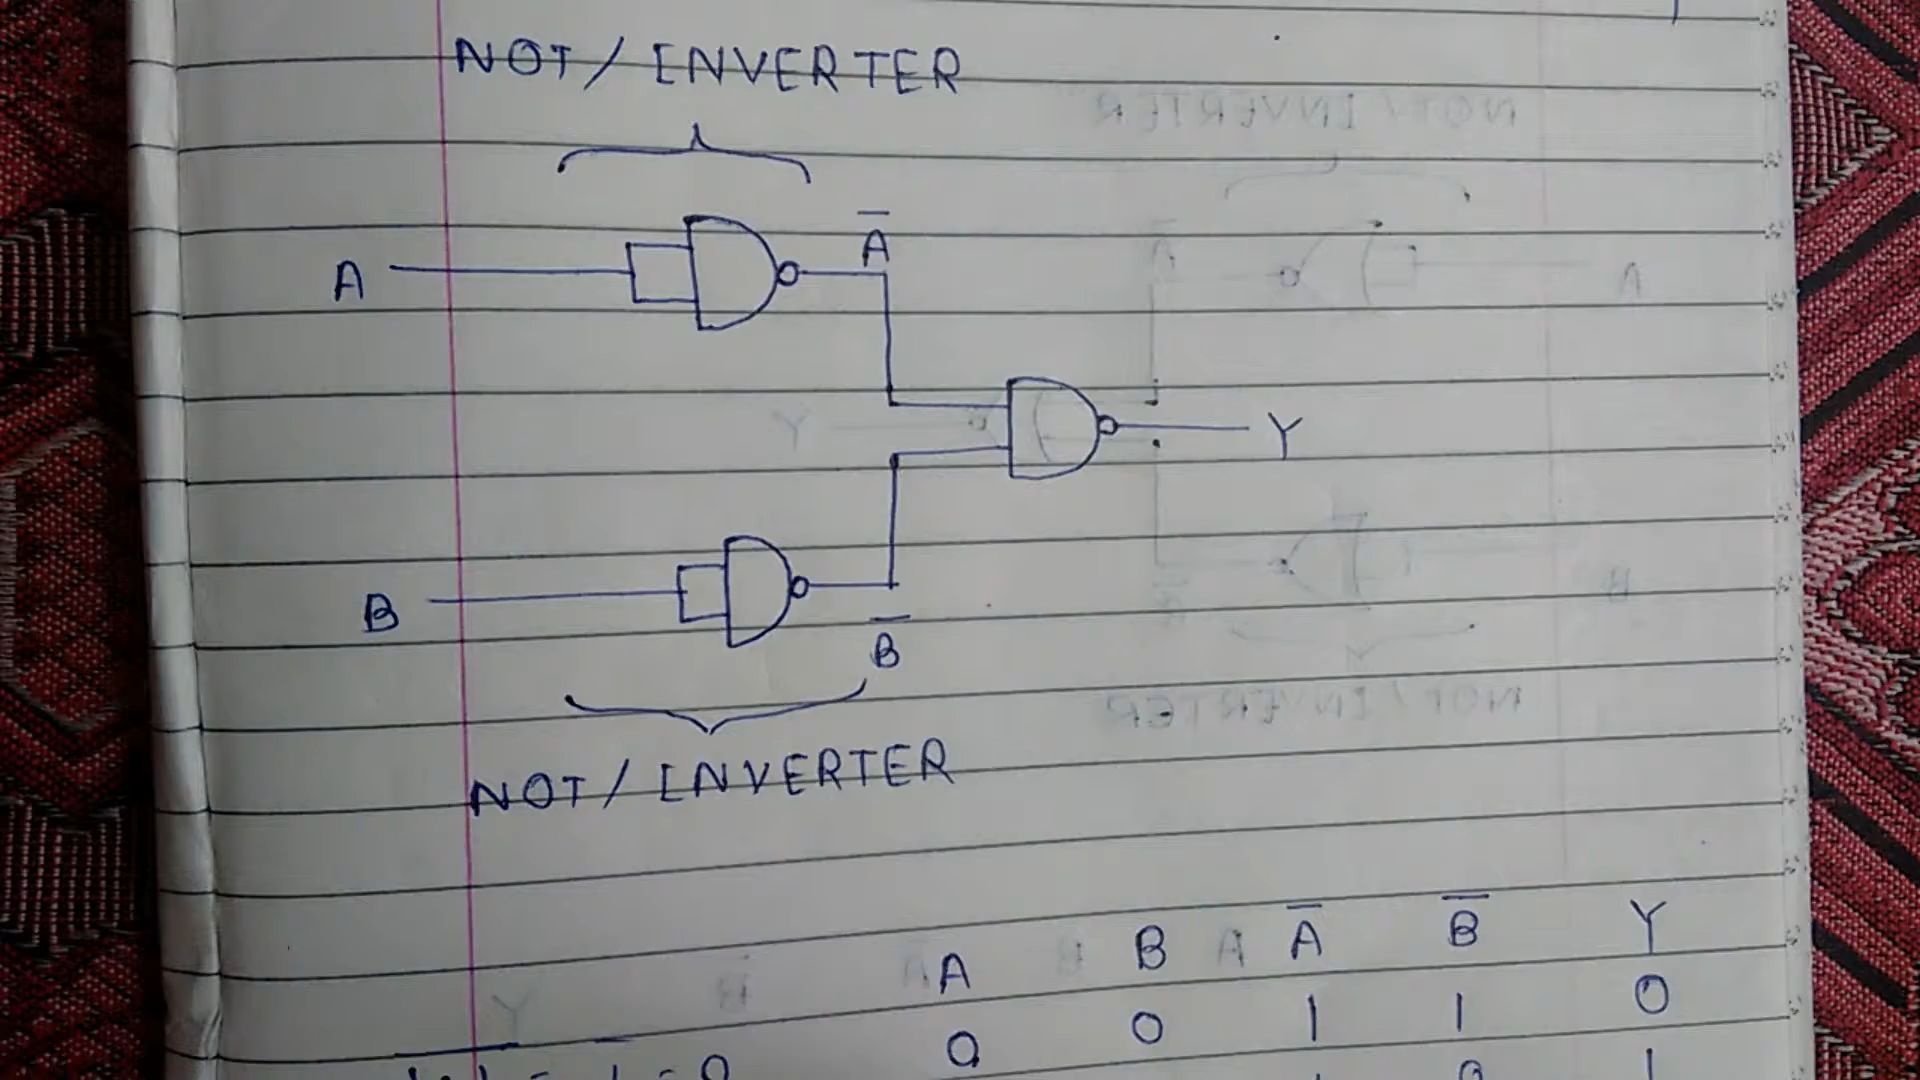 NOT / INVERTER
A
A̅
Y
B
B̅
NOT / INVERTER
A B A̅ B̅ Y
0 0 1 1 0